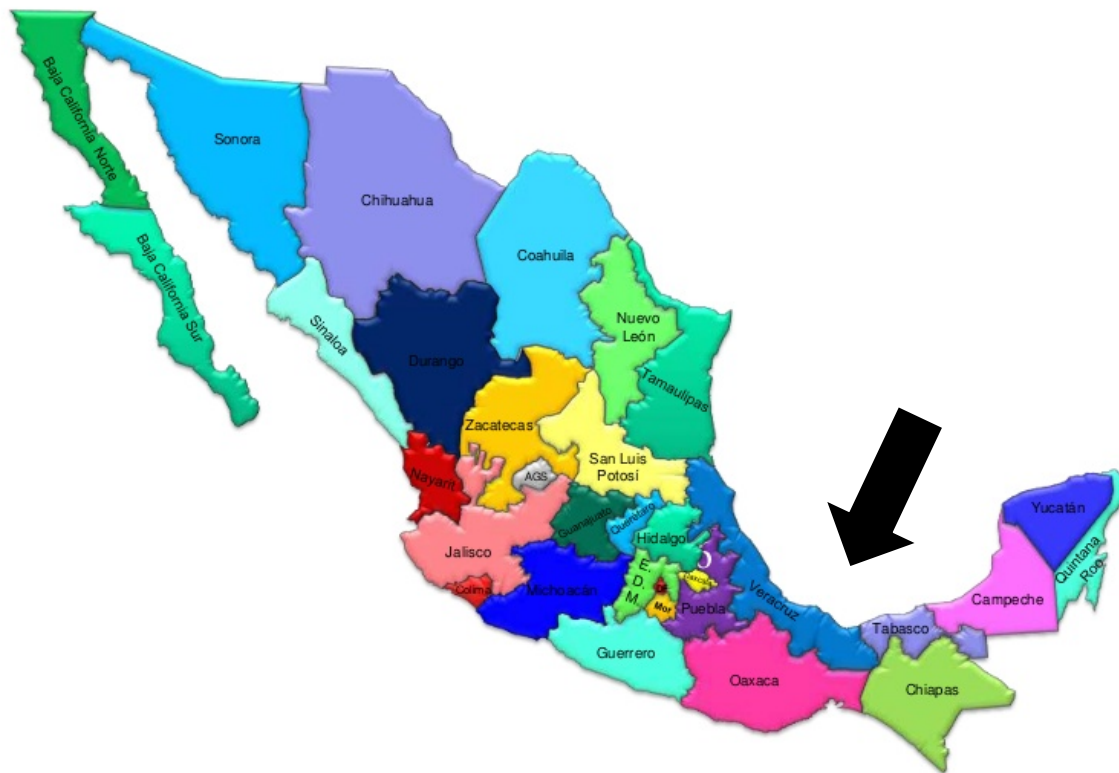 Baja California Norte
Sonora
Chihuahua
Baja California Sur
Coahuila
Sinaloa
Nuevo
León
Durango
Tamaulipas
Zacatecas
San Luis
Potosí
Nayarit
AGS
Guanajuato
Querétaro
Hidalgo
Jalisco
E.
D.
M.
Colima
Michoacán
Mor
Puebla
Veracruz
Guerrero
Oaxaca
Tabasco
Chiapas
Campeche
Yucatán
Quintana
Roo